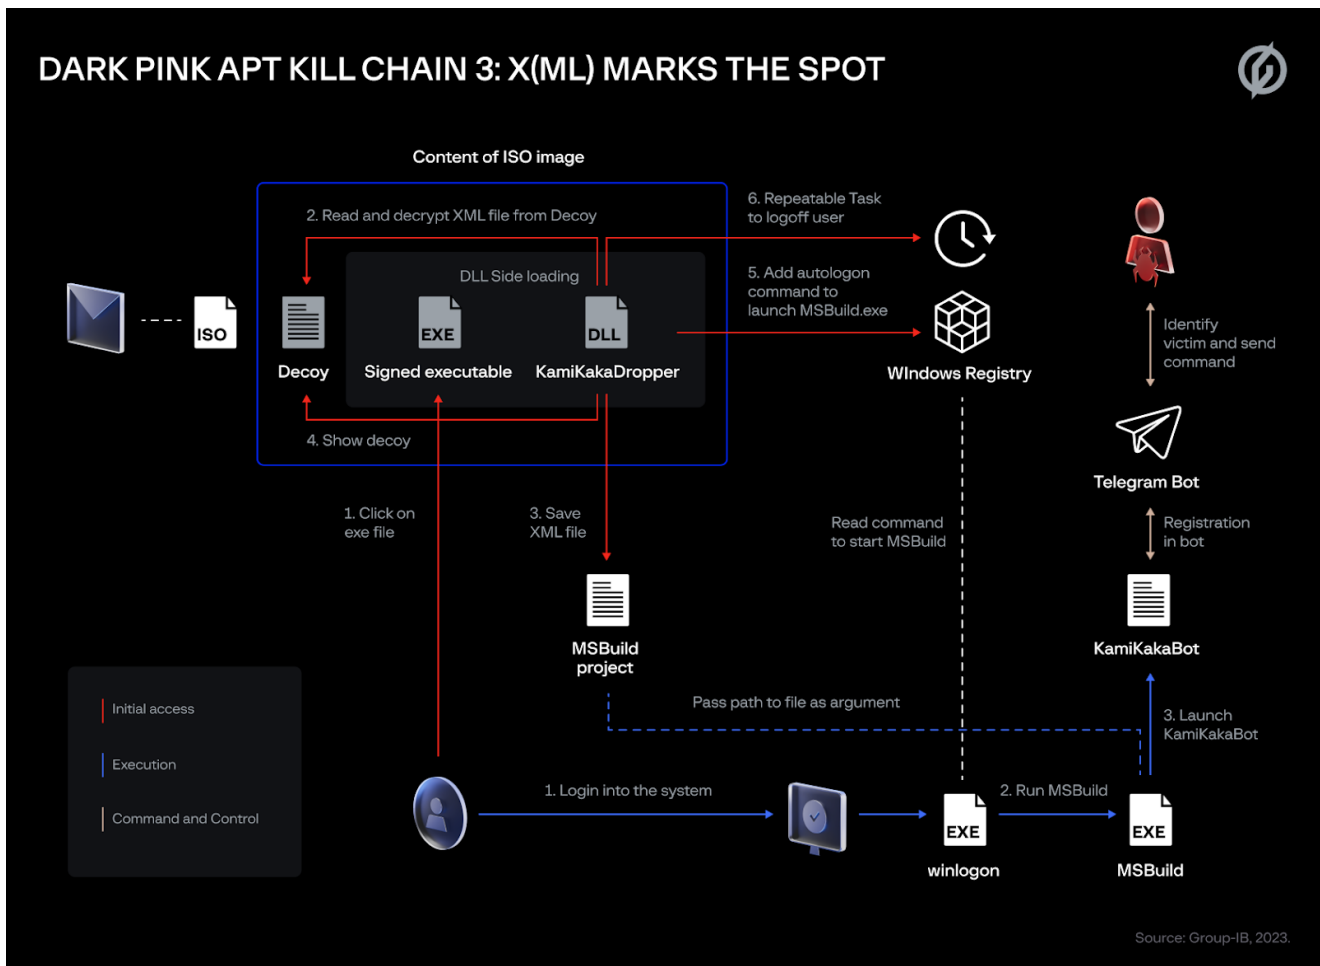 DARK PINK APT KILL CHAIN 3: X(ML) MARKS THE SPOT
Content of ISO image
2. Read and decrypt XML file from Decoy
6. Repeatable Task
to logoff user
DLL Side loading
5. Add autologon
command to
launch MSBuild.exe
ISO
EXE
DLL
Decoy
Signed executable
KamiKakaDropper
WIndows Registry
Identify
victim and send
command
4. Show decoy
Telegram Bot
1. Click on
exe file
3. Save
XML file
Read command
to start MSBuild
Registration
in bot
MSBuild
project
KamiKakaBot
Initial access
Execution
Command and Control
Pass path to file as argument
3. Launch
KamiKakaBot
1. Login into the system
2. Run MSBuild
EXE
EXE
winlogon
MSBuild
Source: Group-IB, 2023.